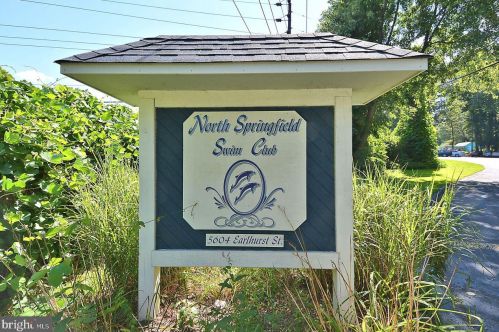 North Springfield
Swim Club
5604 Earlhurst St.
bright MLS